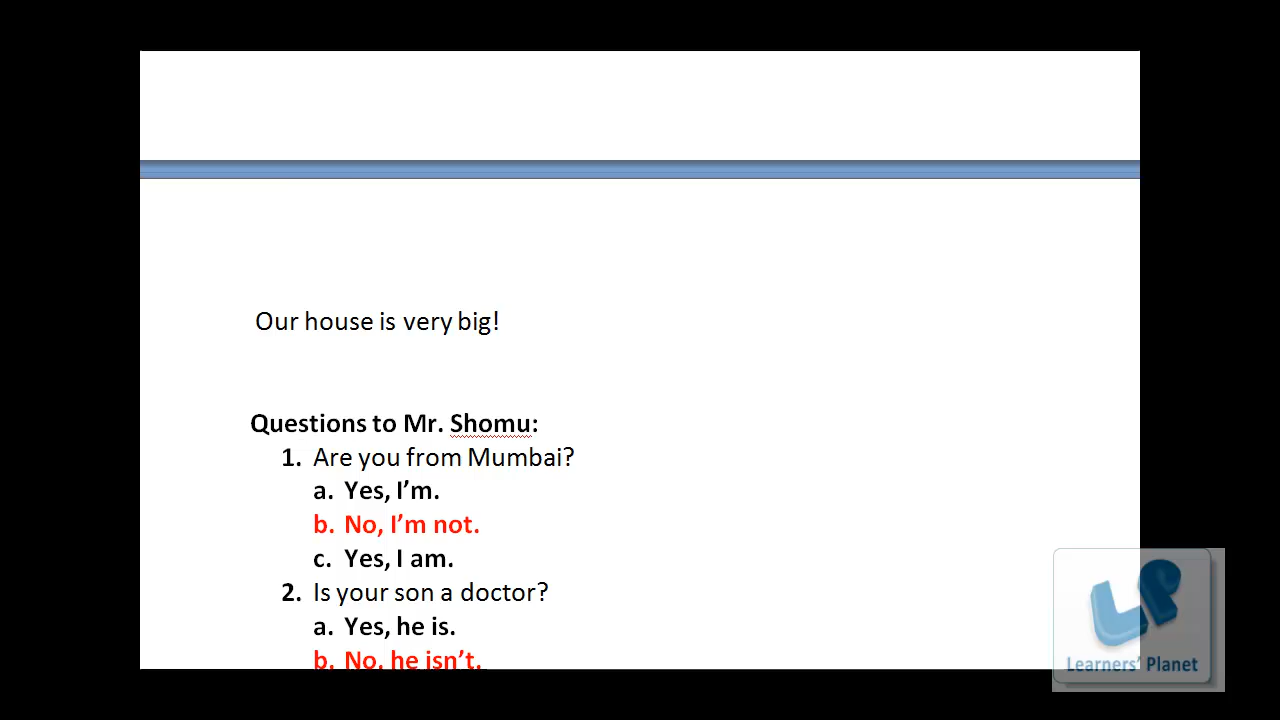 Our house is very big!
Questions to Mr. Shomu:
1. Are you from Mumbai?
a. Yes, I’m.
b. No, I’m not.
c. Yes, I am.
2. Is your son a doctor?
a. Yes, he is.
b. No, he isn’t.
LP
Learners’ Planet